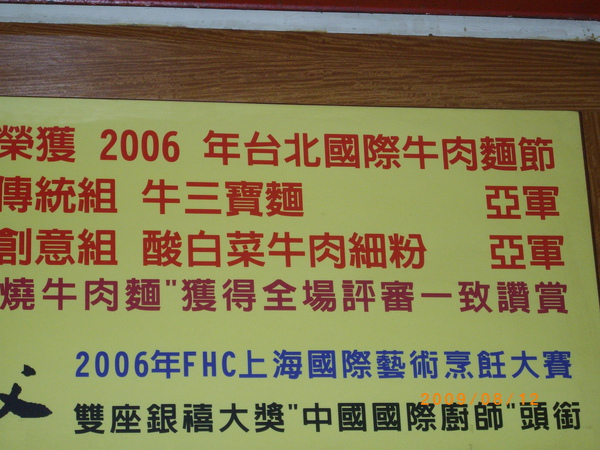 榮獲 2006 年台北國際牛肉麵節
傳統組 牛三寶麵 亞軍
創意組 酸白菜牛肉細粉 亞軍
燒牛肉麵"獲得全場評審一致讚賞
2006年FHC上海國際藝術烹飪大賽
雙座銀禧大獎"中國國際廚師"頭銜
2009/05/12